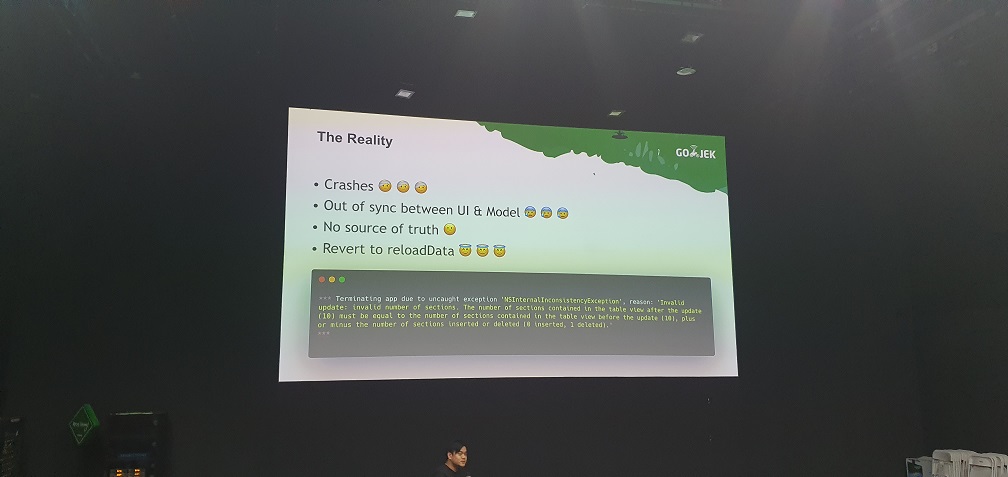 The Reality
GO JEK
• Crashes 🤕 🤕 🤕
• Out of sync between UI & Model 😰 😰 😰
• No source of truth 🤥
• Revert to reloadData 😇 😇 😇
*** Terminating app due to uncaught exception 'NSInternalInconsistencyException', reason: 'Invalid
update: invalid number of sections. The number of sections contained in the table view after the update
(10) must be equal to the number of sections contained in the table view before the update (10), plus
or minus the number of sections inserted or deleted (0 inserted, 1 deleted).'
***